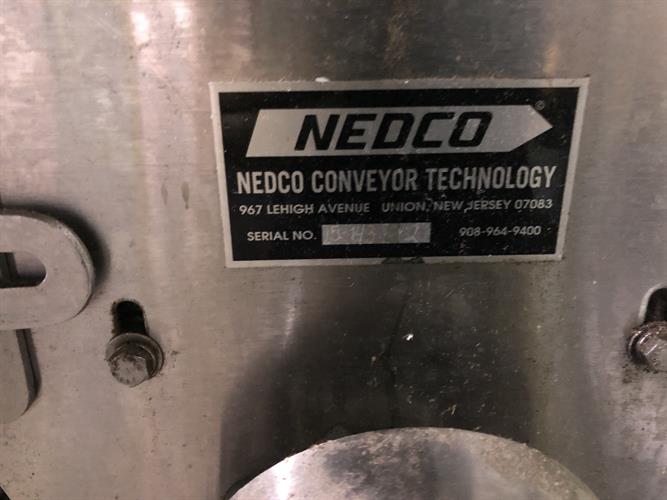 NEDCO
©
NEDCO CONVEYOR TECHNOLOGY
967 LEHIGH AVENUE UNION, NEW JERSEY 07083
SERIAL NO. 908-964-9400